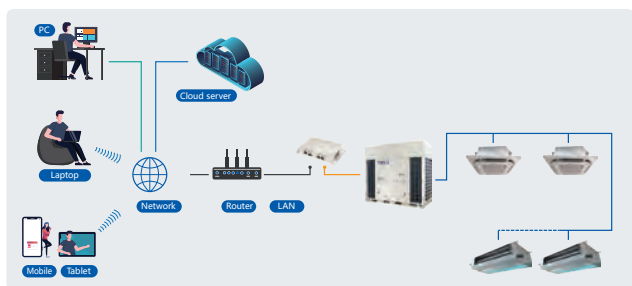 PC
Cloud server
Laptop
Network
Router
LAN
Mobile
Tablet